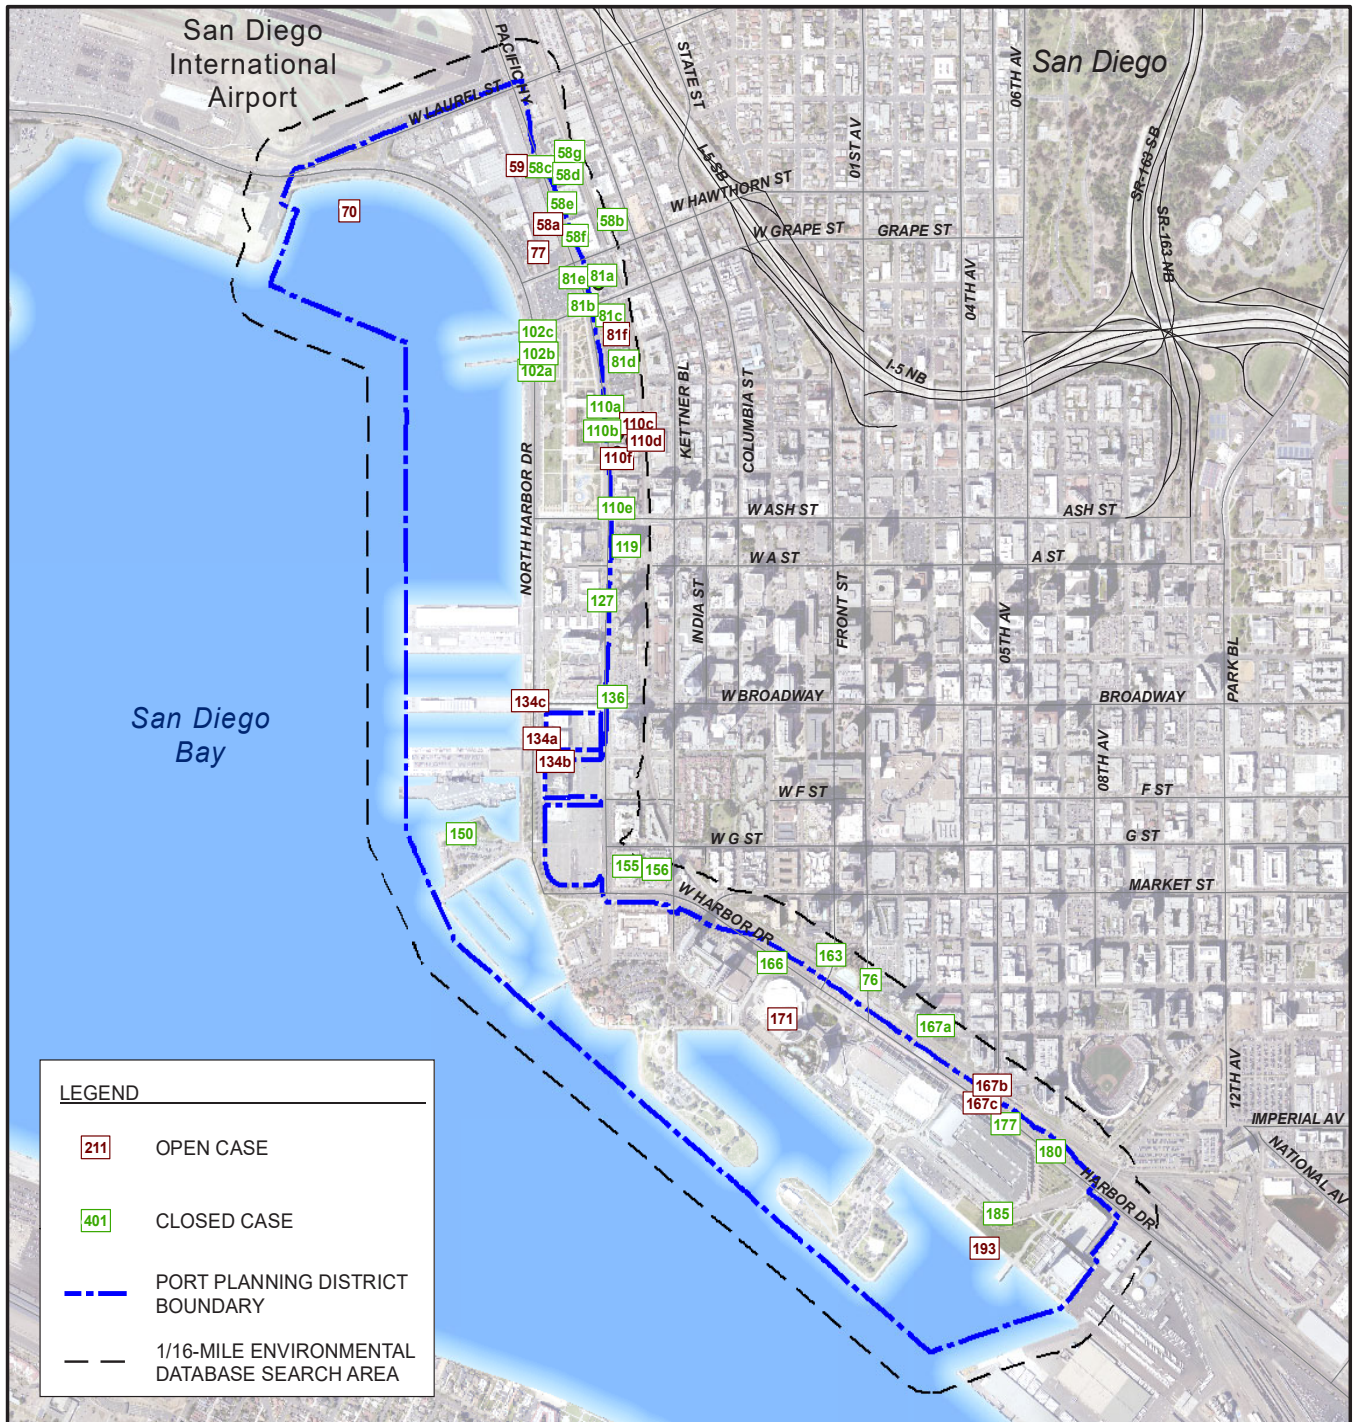 San Diego
International
Airport
PACIFIC HY
STATE ST
06TH AV
San Diego
W LAUREL ST
I-5 SB
01ST AV
SR-163 SB
SR-163 NB
58g
59
58c
58d
W HAWTHORN ST
58e
70
58a
58b
58f
W GRAPE ST
GRAPE ST
77
81e
81a
04TH AV
81b
81c
102c
81f
102b
81d
102a
I-5 NB
KETTNER BL
COLUMBIA ST
110a
110c
110b
110d
110f
NORTH HARBOR DR
110e
W ASH ST
ASH ST
119
W A ST
A ST
127
INDIA ST
FRONT ST
05TH AV
PARK BL
136
134c
W BROADWAY
BROADWAY
San Diego
Bay
134a
134b
08TH AV
W F ST
F ST
150
W G ST
G ST
155
156
MARKET ST
W HARBOR DR
163
166
76
171
167a
167b
167c
12TH AV
177
IMPERIAL AV
180
NATIONAL AV
HARBOR DR
185
193
LEGEND
211
OPEN CASE
401
CLOSED CASE
PORT PLANNING DISTRICT
BOUNDARY
1/16-MILE ENVIRONMENTAL
DATABASE SEARCH AREA